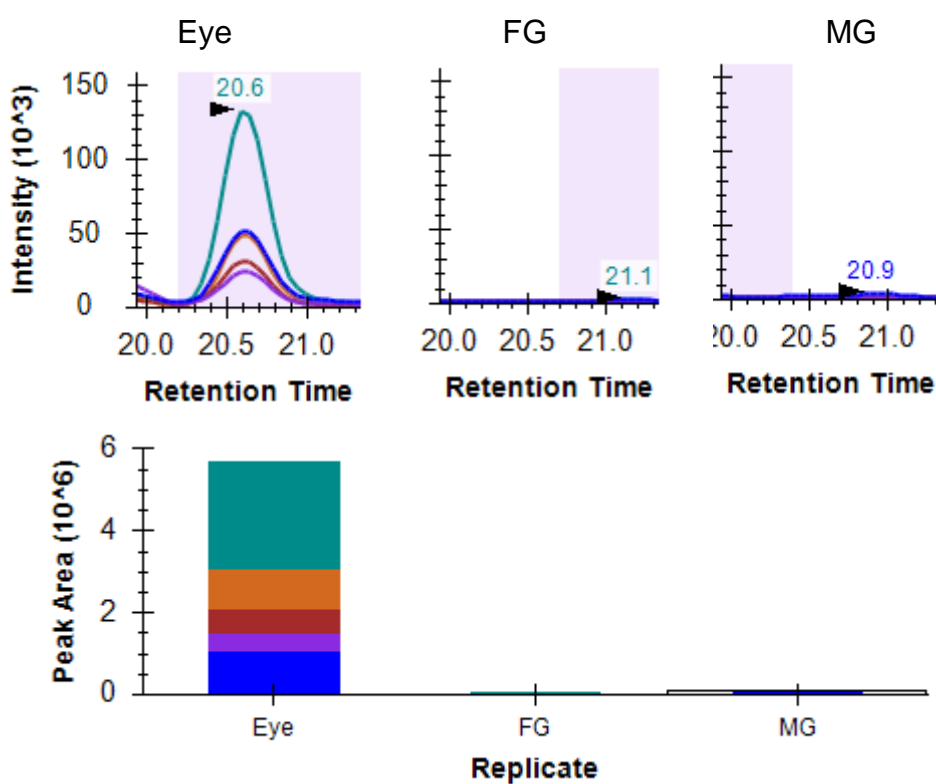 Eye FG MG
Intensity (10^3)
150
100
50
0
20.6
20.0 20.5 21.0
Retention Time
21.1
20.0 20.5 21.0
Retention Time
20.9
0.0 20.5 21.0
Retention Time
Peak Area (10^6)
6
4
2
0
Eye FG MG
Replicate